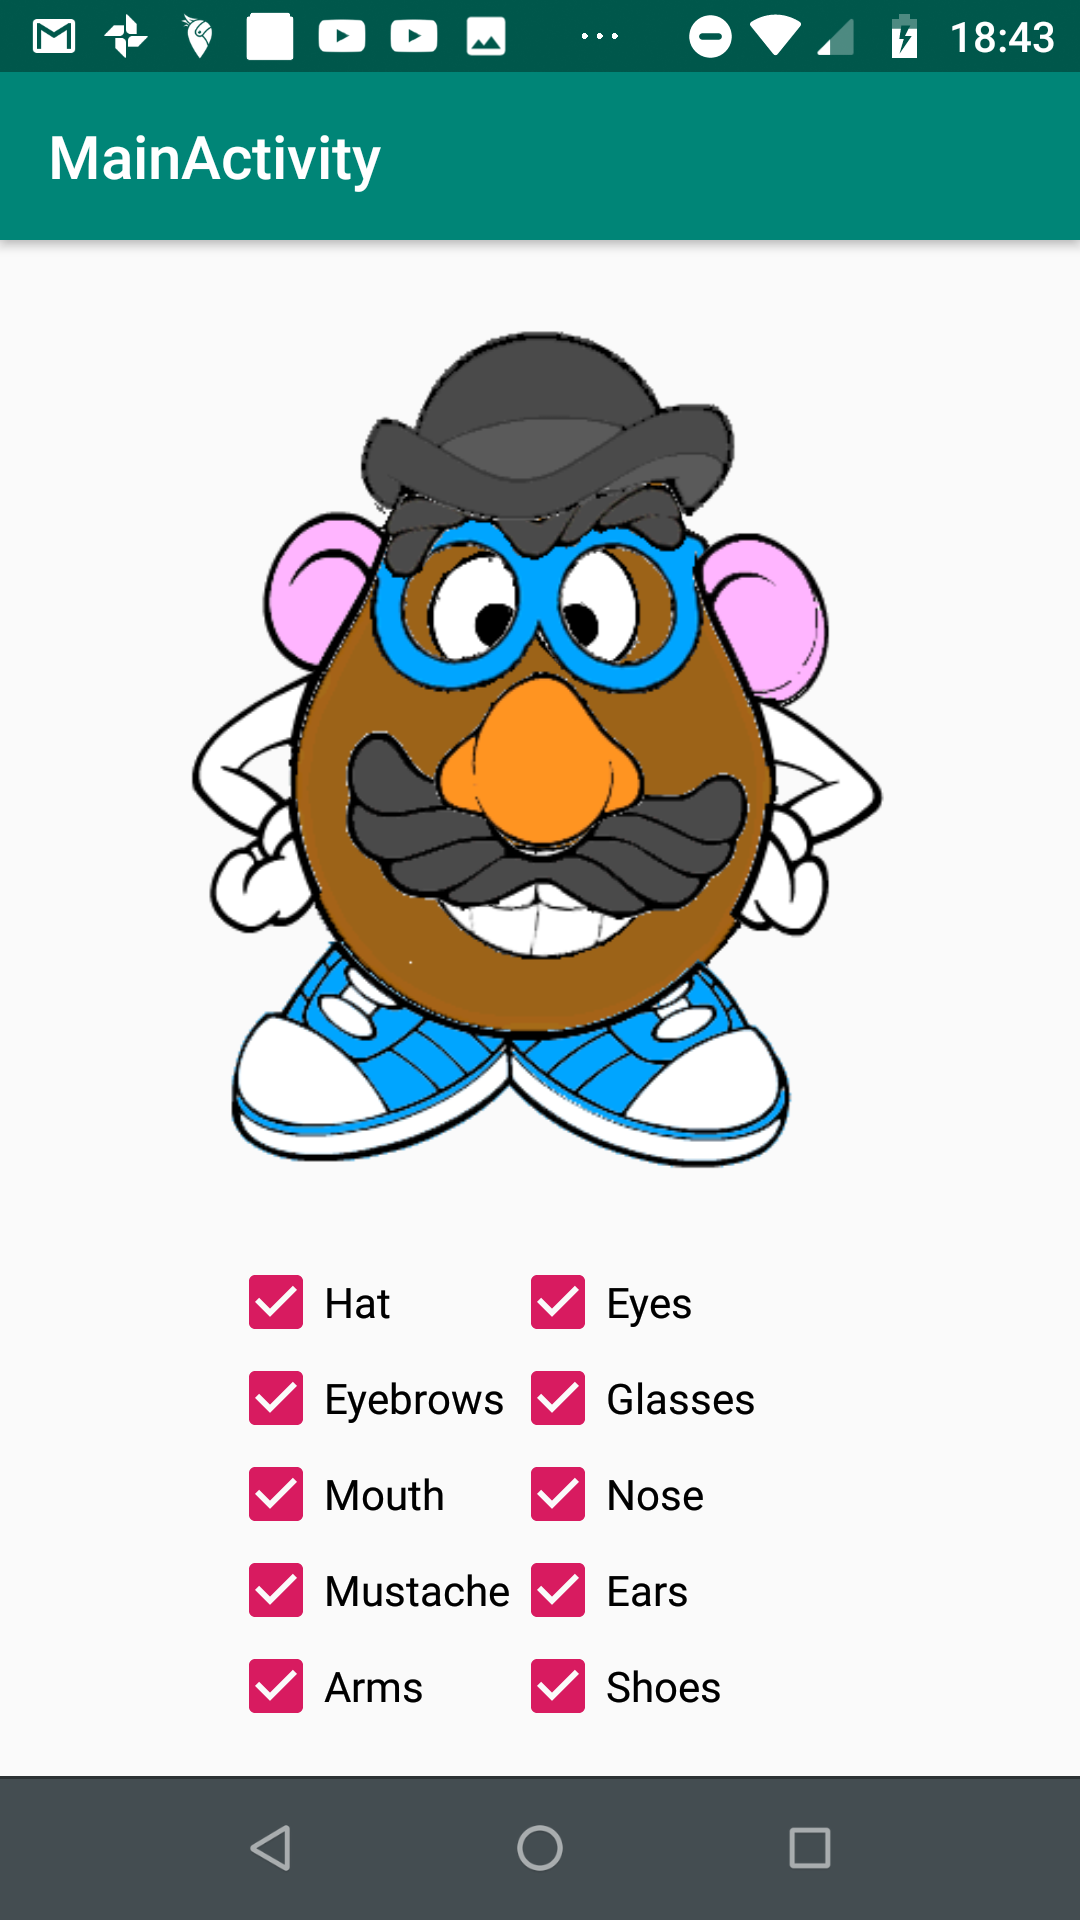 18:43
MainActivity
Hat Eyes
Eyebrows Glasses
Mouth Nose
Mustache Ears
Arms Shoes